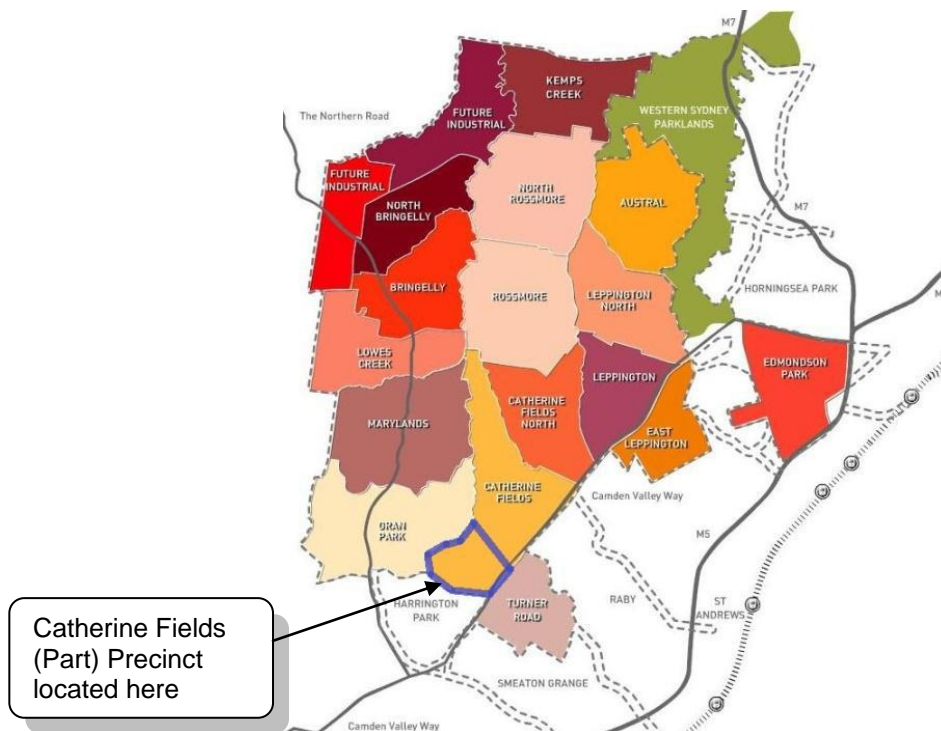 M7
KEMPS
CREEK
WESTERN SYDNEY
PARKLANDS
The Northern Road
FUTURE
INDUSTRIAL
FUTURE
INDUSTRIAL
NORTH
ROSSMORE
AUSTRAL
NORTH
BRINGELLY
M7
BRINGELLY
ROSSMORE
LEPPINGTON
NORTH
HORNINGSEA PARK
M
LOWES
CREEK
LEPPINGTON
EDMONDSON
PARK
MARYLANDS
CATHERINE
FIELDS
NORTH
EAST
LEPPINGTON
CATHERINE
FIELDS
Camden Valley Way
ORAN
PARK
M5
HARRINGTON
PARK
TURNER
ROAD
RABY
ST
ANDREWS
SMEATON GRANGE
Camden Valley Way
Catherine Fields
(Part) Precinct
located here